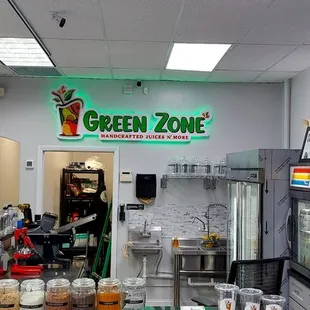 GREEN ZONE
HANDCRAFTED JUICES N' MORE